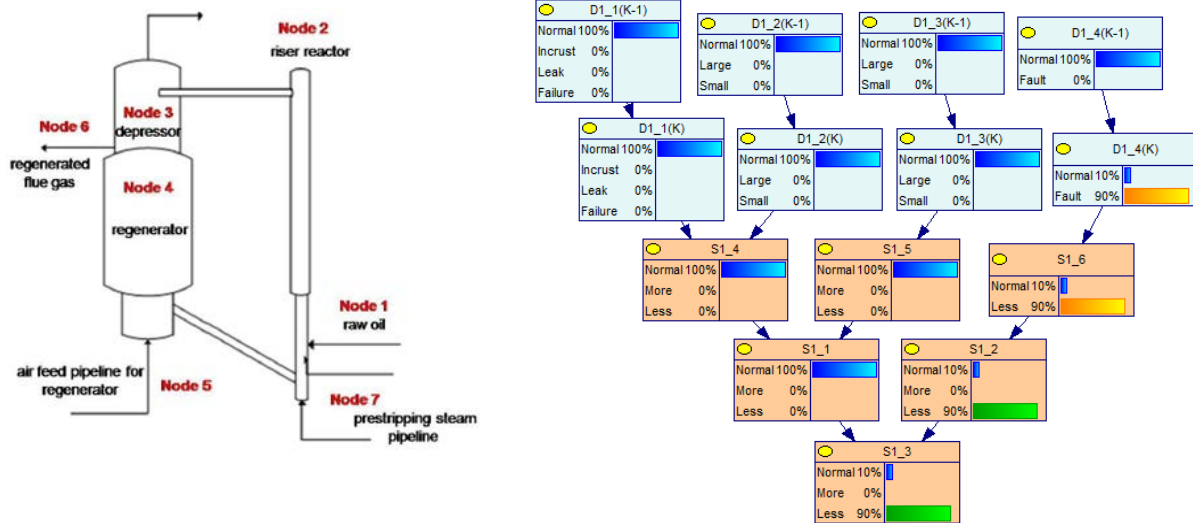 Node 2
riser reactor
Node 3
depressor
Node 6
regenerated
flue gas
Node 4
regenerator
Node 1
raw oil
air feed pipeline for
regenerator
Node 5
Node 7
prestripping steam
pipeline
D1_1(K-1)
Normal 100%
Incrust 0%
Leak 0%
Failure 0%
D1_2(K-1)
Normal 100%
Large 0%
Small 0%
D1_3(K-1)
Normal 100%
Large 0%
Small 0%
D1_4(K-1)
Normal 100%
Fault 0%
D1_1(K)
Normal 100%
Incrust 0%
Leak 0%
Failure 0%
D1_2(K)
Normal 100%
Large 0%
Small 0%
D1_3(K)
Normal 100%
Large 0%
Small 0%
D1_4(K)
Normal 10%
Fault 90%
S1_4
Normal 100%
More 0%
Less 0%
S1_5
Normal 100%
More 0%
Less 0%
S1_6
Normal 10%
Less 90%
S1_1
Normal 100%
More 0%
Less 0%
S1_2
Normal 10%
More 0%
Less 90%
S1_3
Normal 10%
More 0%
Less 90%